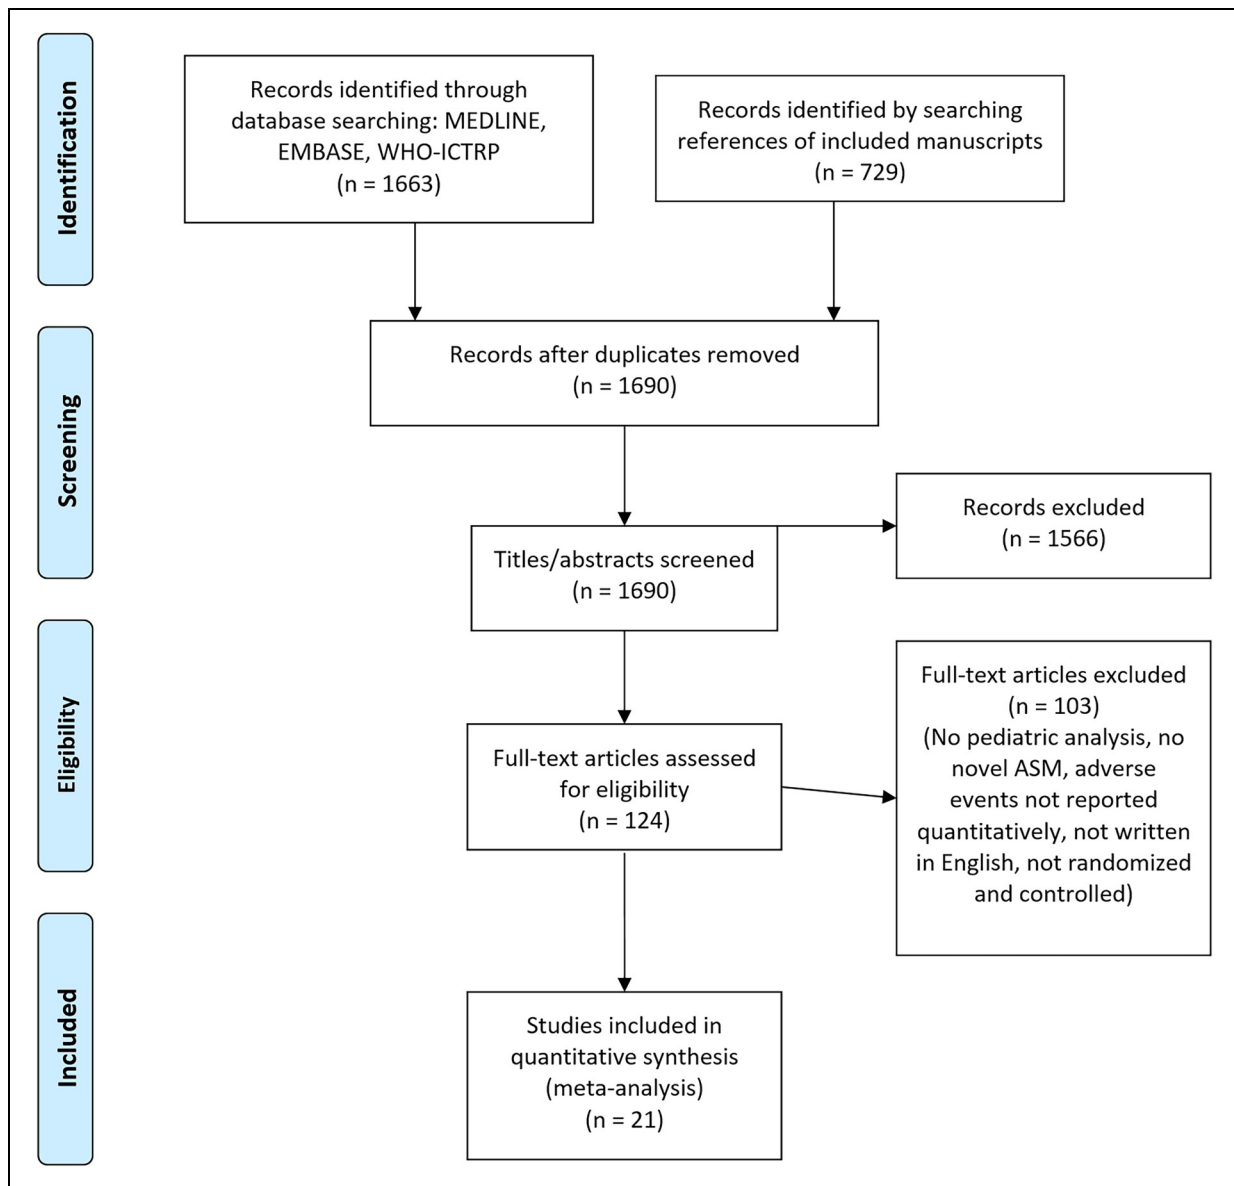 Identification
Records identified through
database searching: MEDLINE,
EMBASE, WHO-ICTRP
(n = 1663)
Records identified by searching
references of included manuscripts
(n = 729)
Screening
Records after duplicates removed
(n = 1690)
Titles/abstracts screened
(n = 1690)
Records excluded
(n = 1566)
Eligibility
Full-text articles assessed
for eligibility
(n = 124)
Full-text articles excluded
(n = 103)
(No pediatric analysis, no
novel ASM, adverse
events not reported
quantitatively, not written
in English, not randomized
and controlled)
Included
Studies included in
quantitative synthesis
(meta-analysis)
(n = 21)